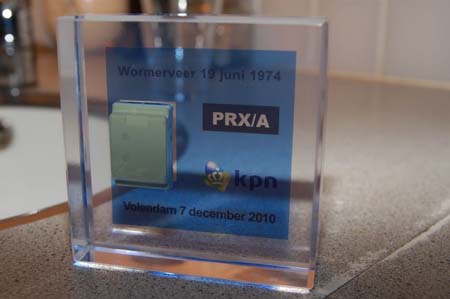 Wormerveer 19 juni 1974
PRX/A
kpn
Volendam 7 december 2010